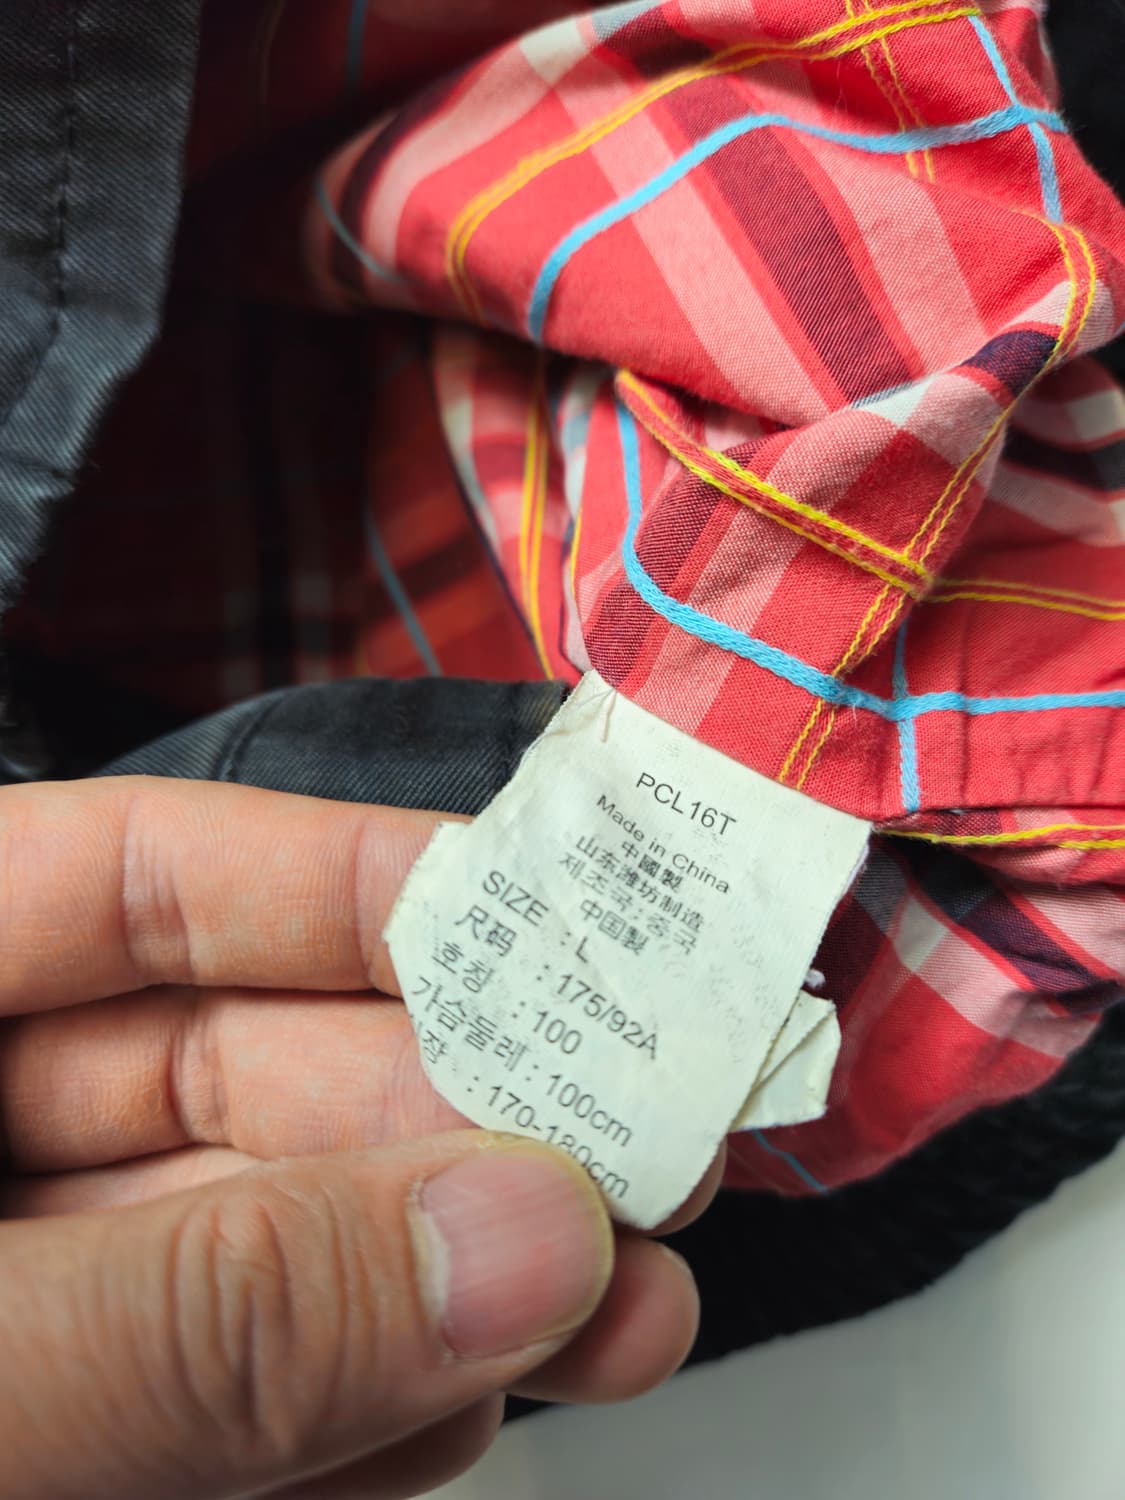 PCL16T
Made in China
中國製
山东潍坊制造
제조국:중국
中国製
SIZE : L
尺码 : 175/92A
호칭 : 100
가슴둘레 : 100cm
장 : 170-180cm